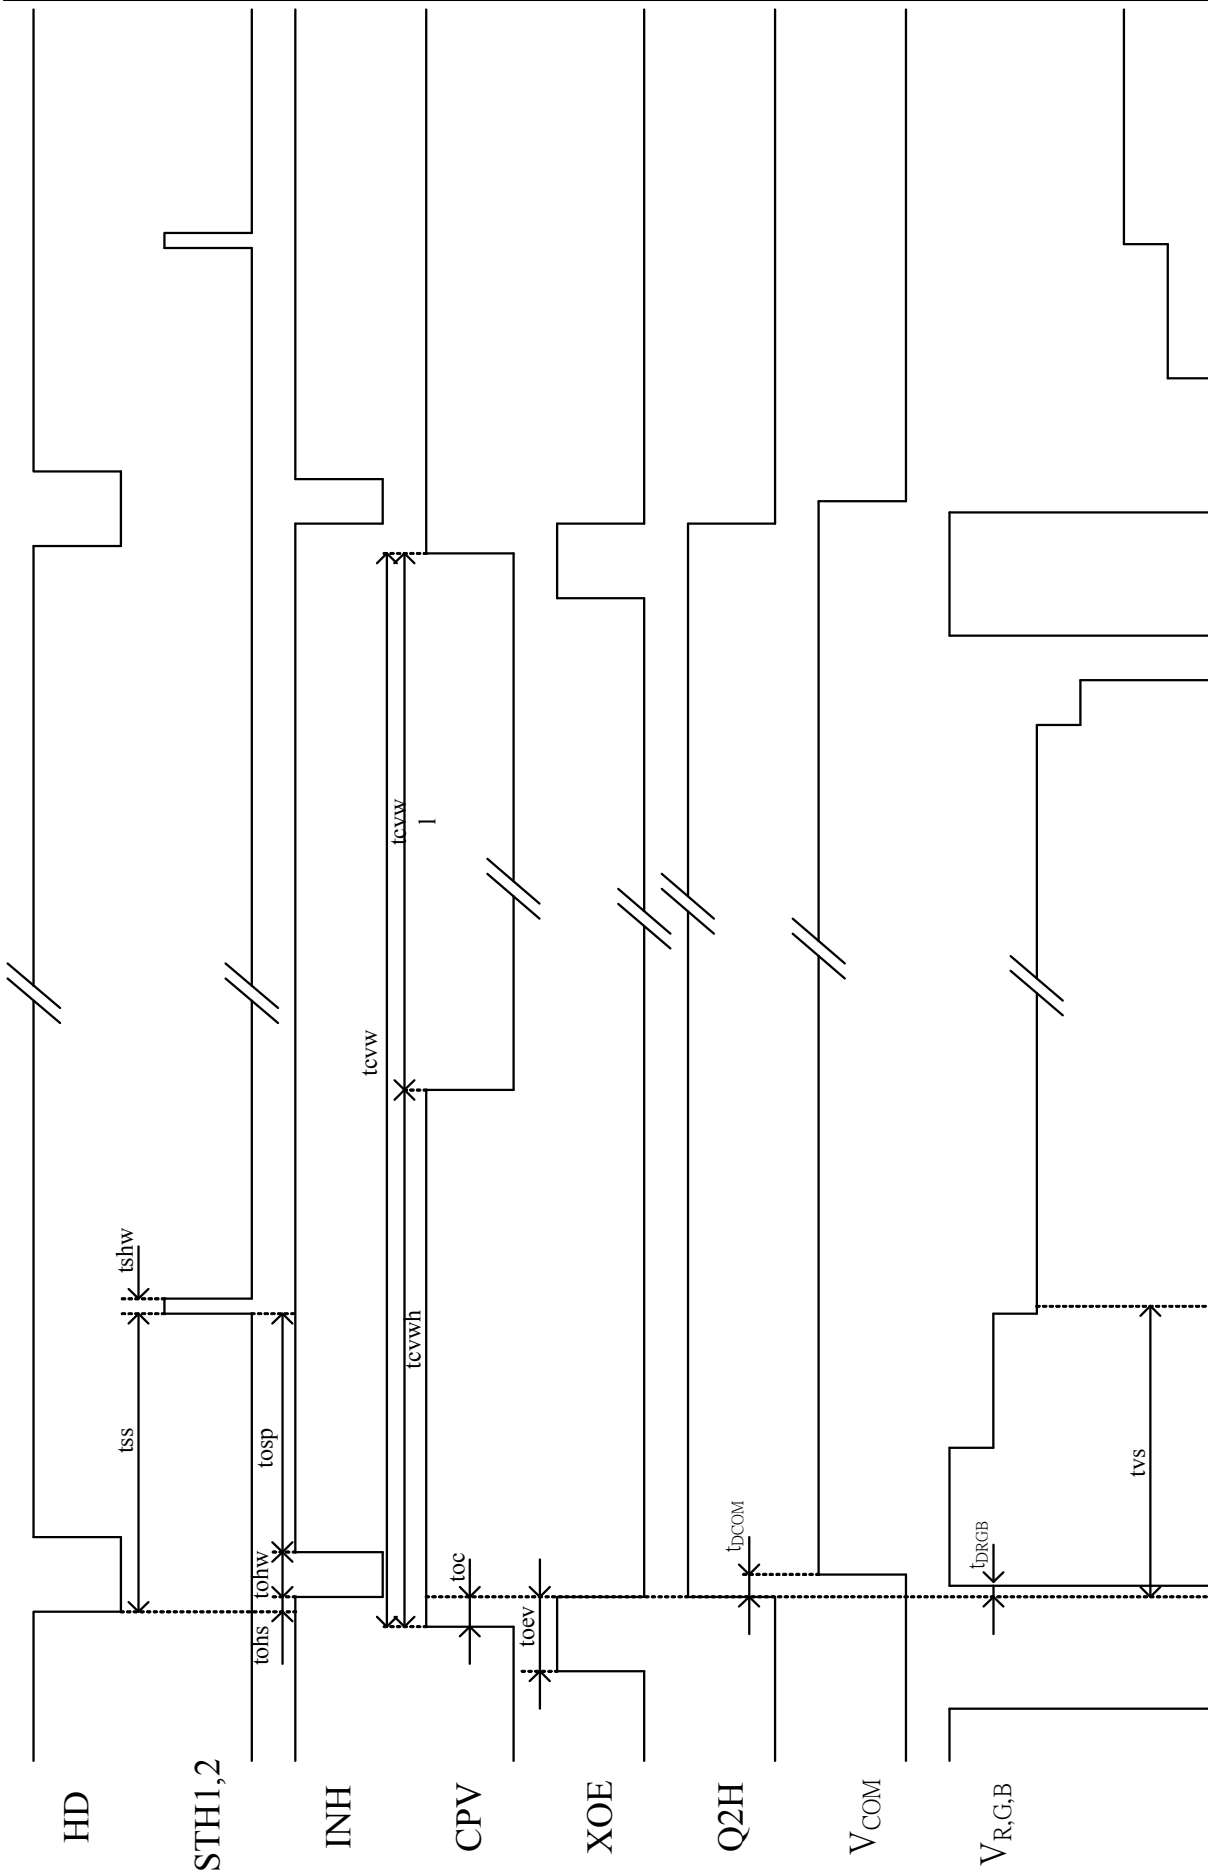 HD
STH1,2
INH
CPV
XOE
Q2H
VCOM
VR,G,B
tss
tshw
tohs
tohw
tosp
tcvw
tcvwh
tcvw
l
toc
toev
tDCOM
tDRGB
tvs